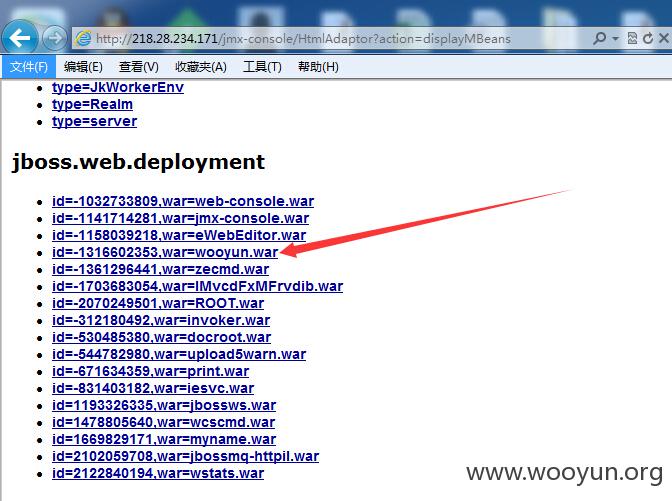 http://218.28.234.171/jmx-console/HtmlAdaptor?action=displayMBeans
文件(F) 编辑(E) 查看(V) 收藏夹(A) 工具(T) 帮助(H)
type=JkWorkerEnv
type=Realm
type=server
jboss.web.deployment
id=-1032733809,war=web-console.war
id=-1141714281,war=jmx-console.war
id=-1158039218,war=eWebEditor.war
id=-1316602353,war=wooyun.war
id=-1361296441,war=zecmd.war
id=-1703683054,war=IMvcdFxMFrvdib.war
id=-2070249501,war=ROOT.war
id=-312180492,war=invoker.war
id=-530485380,war=docroot.war
id=-544782980,war=upload5warn.war
id=-671634359,war=print.war
id=-831403182,war=iesvc.war
id=1193326335,war=jbossws.war
id=1478805640,war=wcscmd.war
id=1669829171,war=myname.war
id=2102059708,war=jbossmq-httpil.war
id=2122840194,war=wstats.war
www.wooyun.org